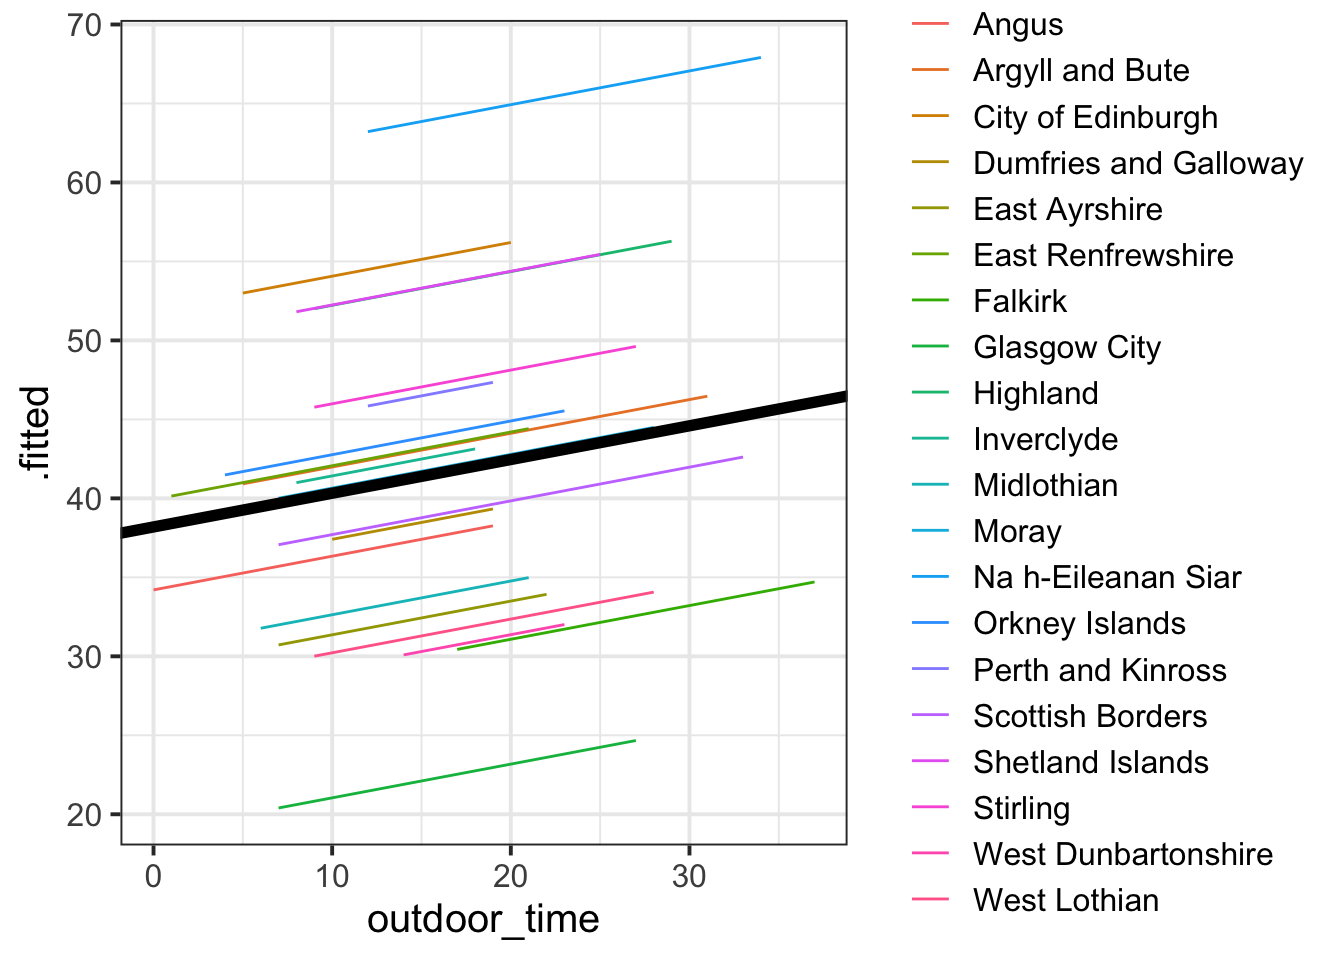 70
60
50
40
30
20
.fitted
0 10 20 30
outdoor_time
Angus
Argyll and Bute
City of Edinburgh
Dumfries and Galloway
East Ayrshire
East Renfrewshire
Falkirk
Glasgow City
Highland
Inverclyde
Midlothian
Moray
Na h-Eileanan Siar
Orkney Islands
Perth and Kinross
Scottish Borders
Shetland Islands
Stirling
West Dunbartonshire
West Lothian